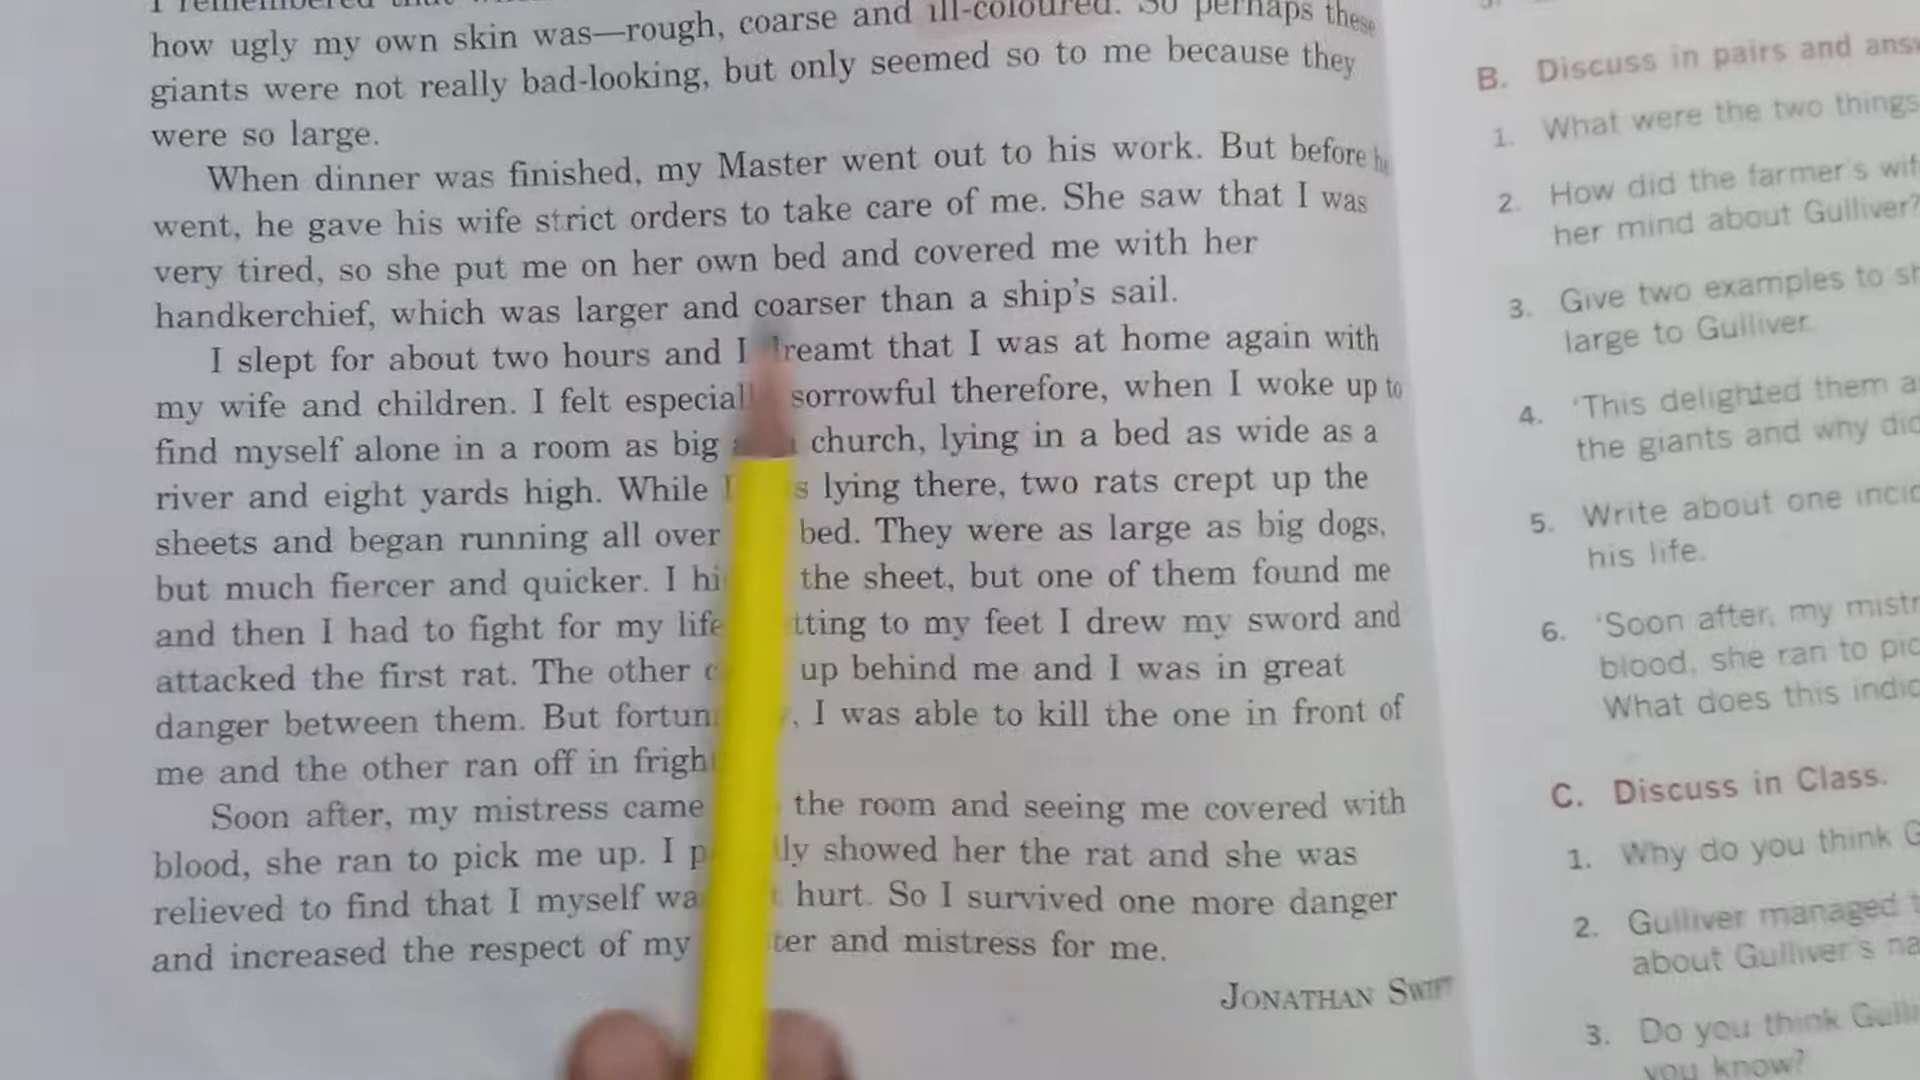 how ugly my own skin was—rough, coarse and ill-coloured. So perhaps these
giants were not really bad-looking, but only seemed so to me because they
were so large.
When dinner was finished, my Master went out to his work. But before he
went, he gave his wife strict orders to take care of me. She saw that I was
very tired, so she put me on her own bed and covered me with her
handkerchief, which was larger and coarser than a ship's sail.
I slept for about two hours and I dreamt that I was at home again with
my wife and children. I felt especially sorrowful therefore, when I woke up to
find myself alone in a room as big church, lying in a bed as wide as a
river and eight yards high. While I lying there, two rats crept up the
sheets and began running all over bed. They were as large as big dogs,
but much fiercer and quicker. I the sheet, but one of them found me
and then I had to fight for my life to my feet I drew my sword and
attacked the first rat. The other up behind me and I was in great
danger between them. But I was able to kill the one in front of
me and the other ran off in
Soon after, my mistress came the room and seeing me covered with
blood, she ran to pick me up. I showed her the rat and she was
relieved to find that I myself hurt. So I survived one more danger
and increased the respect of my and mistress for me.
JONATHAN SWIFT
B. Discuss in pairs and
1. What were the two things
2. How did the farmer's
her mind about Gulliver?
3. Give two examples to
large to Gulliver.
4. 'This delighted them
the giants and why
5. Write about one
his life.
6. 'Soon after, my
blood, she ran to
What does this
C. Discuss in Class.
1. Why do you think
2. Gulliver managed
about Gulliver's
3. Do you think
you know?